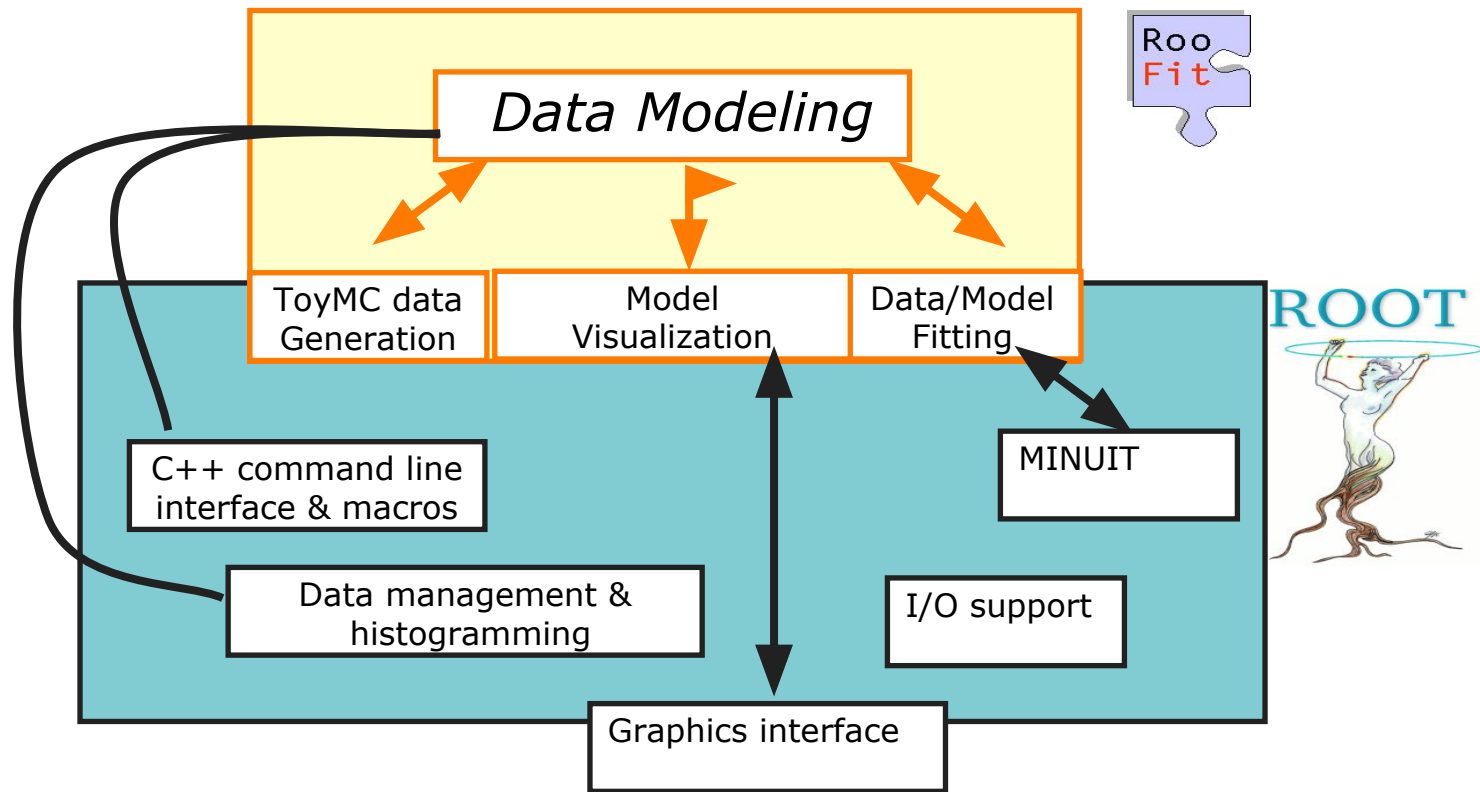 Roo
Fit
Data Modeling
ToyMC data
Generation
Model
Visualization
Data/Model
Fitting
ROOT
C++ command line
interface & macros
MINUIT
Data management &
histogramming
I/O support
Graphics interface